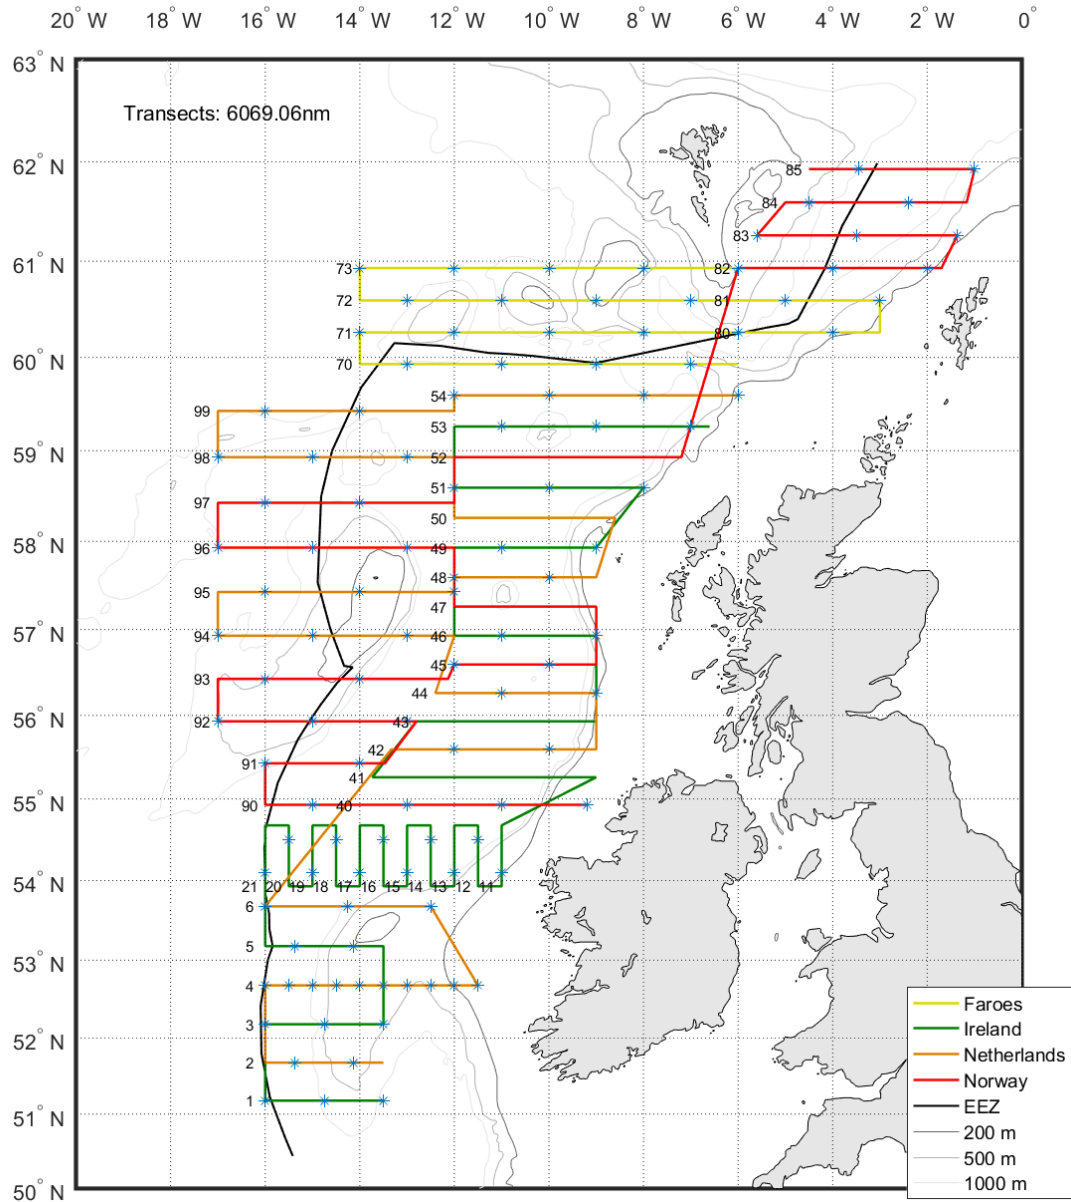 20° W 18° W 16° W 14° W 12° W 10° W 8° W 6° W 4° W 2° W 0°
63° N
Transects: 6069.06nm
62° N
85
84
83
61° N
73 82
72 81
71 80
60° N
70
54
99
53
59° N
98 52
51
97
50
58° N
96 49
48
95
47
57° N
94 46
45
93
44
56° N
92 43
42
91
41
55° N
90 40
54° N
21 20 19 18 17 16 15 14 13 12 11
6
5
53° N
4
3
52° N
2
1
51° N
50° N
Faroes
Ireland
Netherlands
Norway
EEZ
200 m
500 m
1000 m